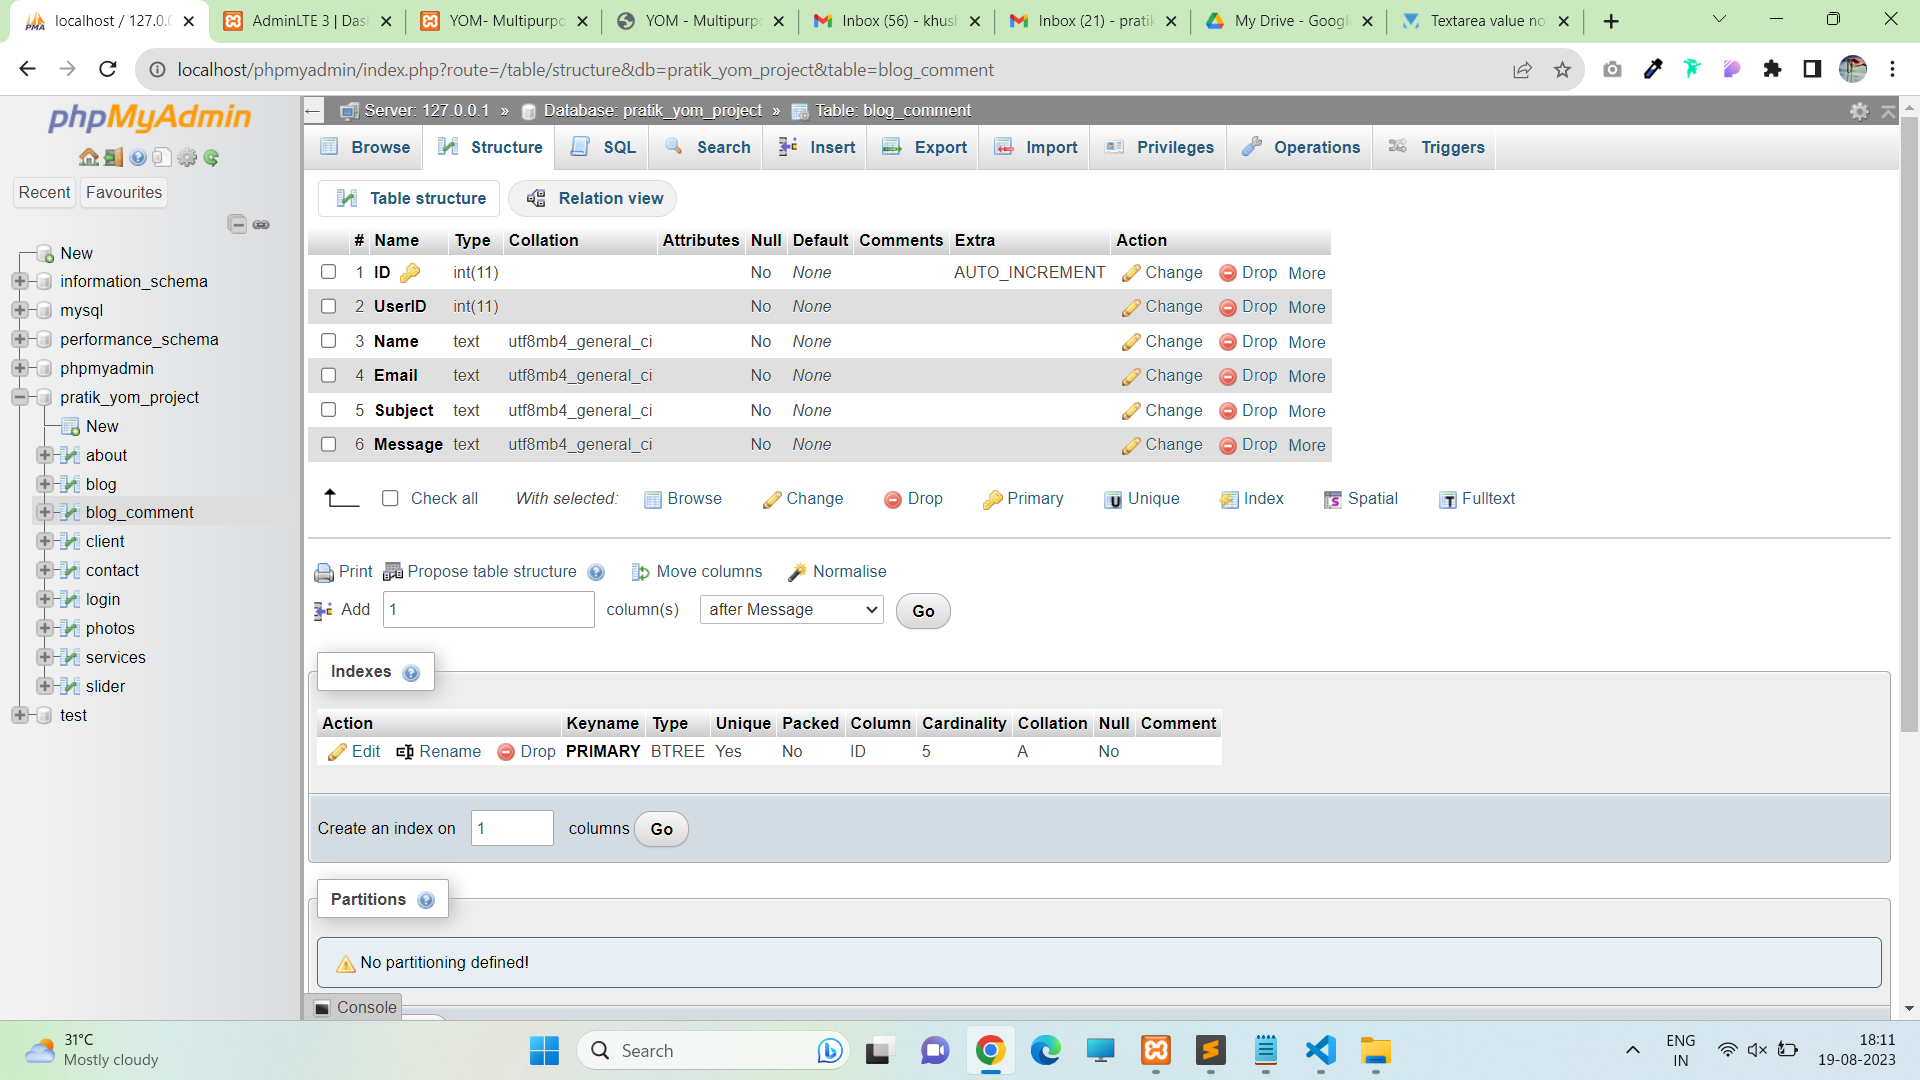 localhost / 127.0.0
AdminLTE 3 | Das
YOM- Multipurpo
YOM - Multipurp
Inbox (56) - khush
Inbox (21) - pratik
My Drive - Google
Textarea value no
localhost/phpmyadmin/index.php?route=/table/structure&db=pratik_yom_project&table=blog_comment
phpMyAdmin
Recent Favourites
New
information_schema
mysql
performance_schema
phpmyadmin
pratik_yom_project
New
about
blog
blog_comment
client
contact
login
photos
services
slider
test
Server: 127.0.0.1 » Database: pratik_yom_project » Table: blog_comment
Browse Structure SQL Search Insert Export Import Privileges Operations Triggers
Table structure Relation view
# Name Type Collation Attributes Null Default Comments Extra Action
1 ID int(11) No None AUTO_INCREMENT Change Drop More
2 UserID int(11) No None Change Drop More
3 Name text utf8mb4_general_ci No None Change Drop More
4 Email text utf8mb4_general_ci No None Change Drop More
5 Subject text utf8mb4_general_ci No None Change Drop More
6 Message text utf8mb4_general_ci No None Change Drop More
Check all With selected: Browse Change Drop Primary Unique Index Spatial Fulltext
Print Propose table structure Move columns Normalise
Add 1 column(s) after Message Go
Indexes
Action Keyname Type Unique Packed Column Cardinality Collation Null Comment
Edit Rename Drop PRIMARY BTREE Yes No ID 5 A No
Create an index on 1 columns Go
Partitions
No partitioning defined!
Console
31°C
Mostly cloudy
Search
ENG
IN
18:11
19-08-2023